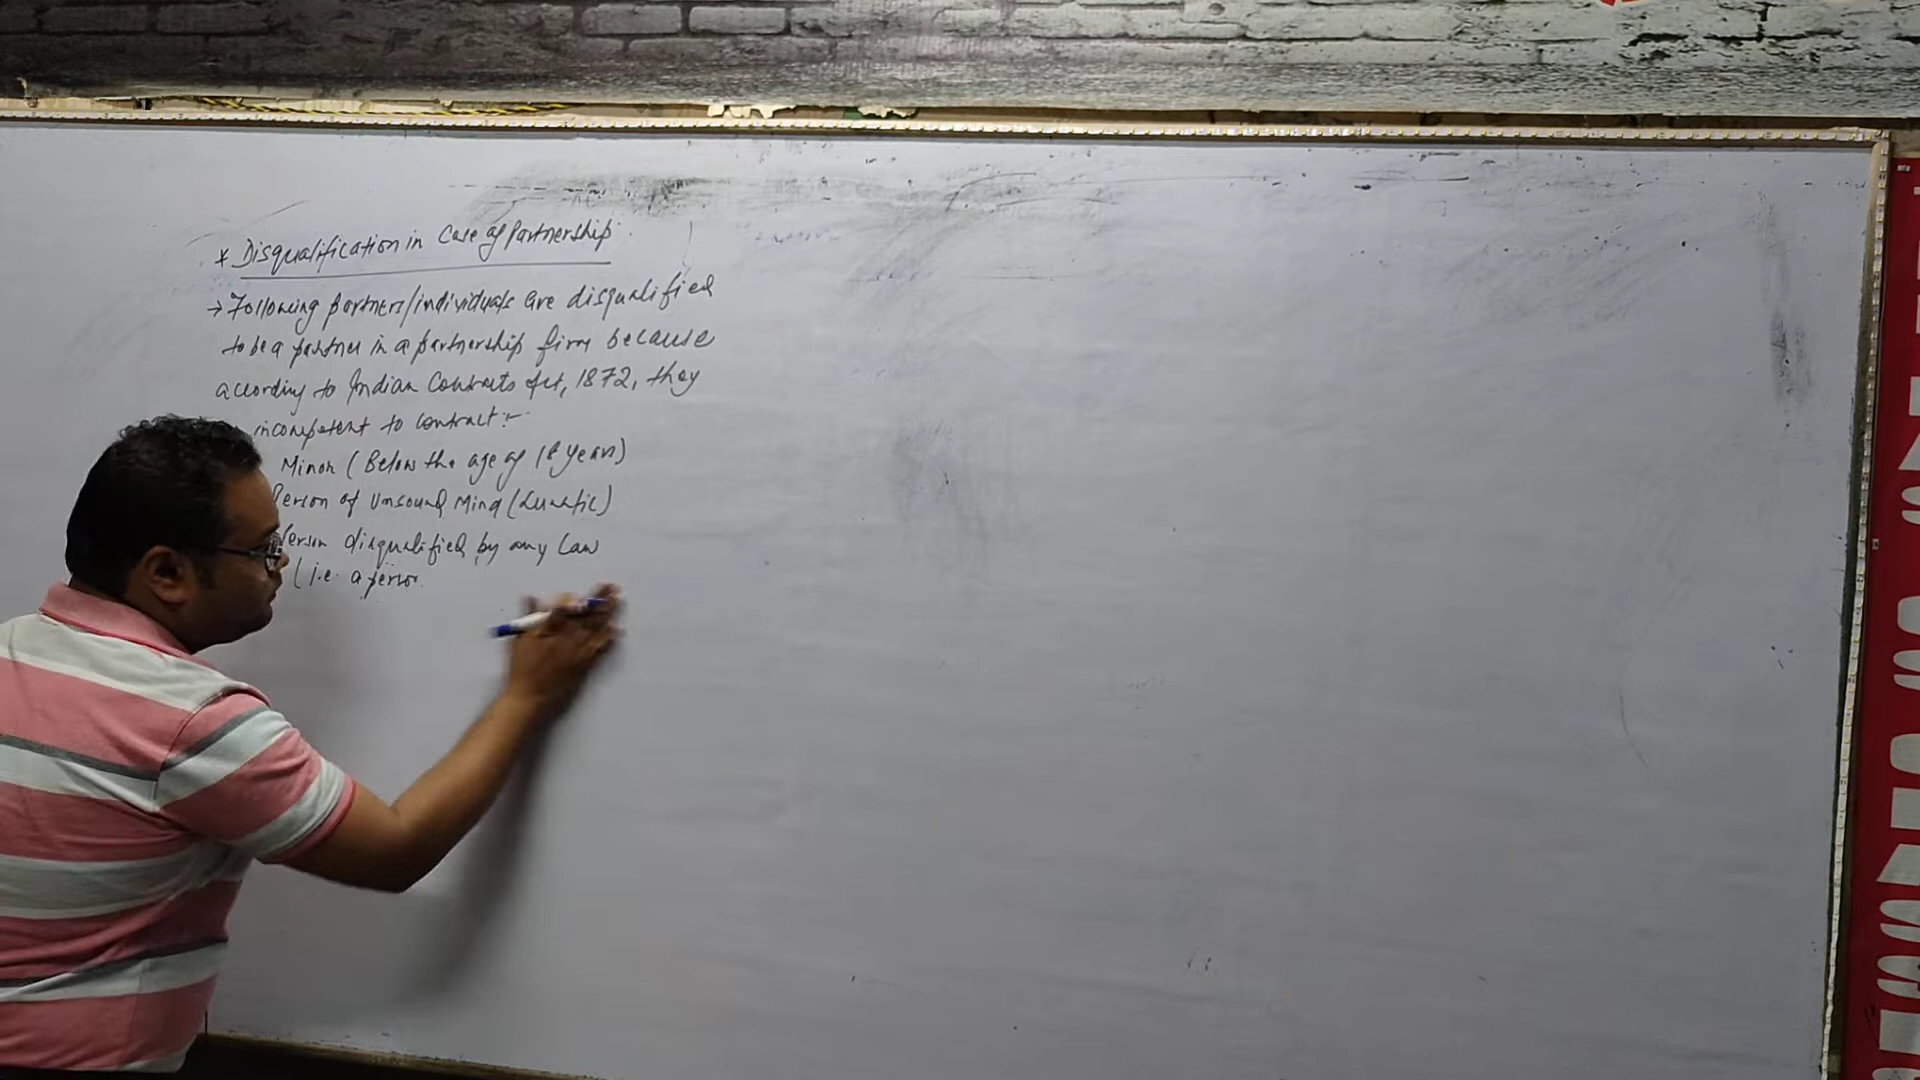 * Disqualification in Case of Partnership
→ Following partners/individuals are disqualified
to be a partner in a partnership firm because
according to Indian Contracts Act, 1872, they
incompetent to contract:-
Minor (Below the age of 18 years)
Person of Unsound Mind (Lunatic)
Person disqualified by any Law
(i.e. a person